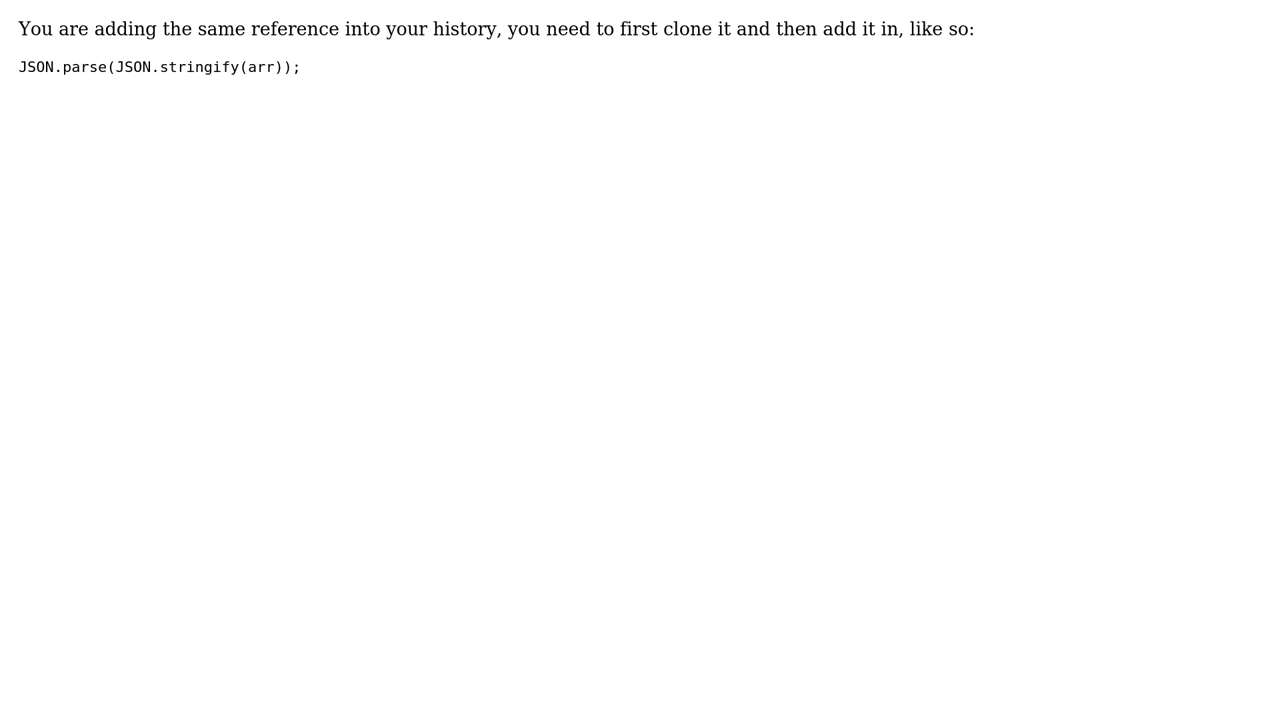 You are adding the same reference into your history, you need to first clone it and then add it in, like so:
JSON.parse(JSON.stringify(arr));